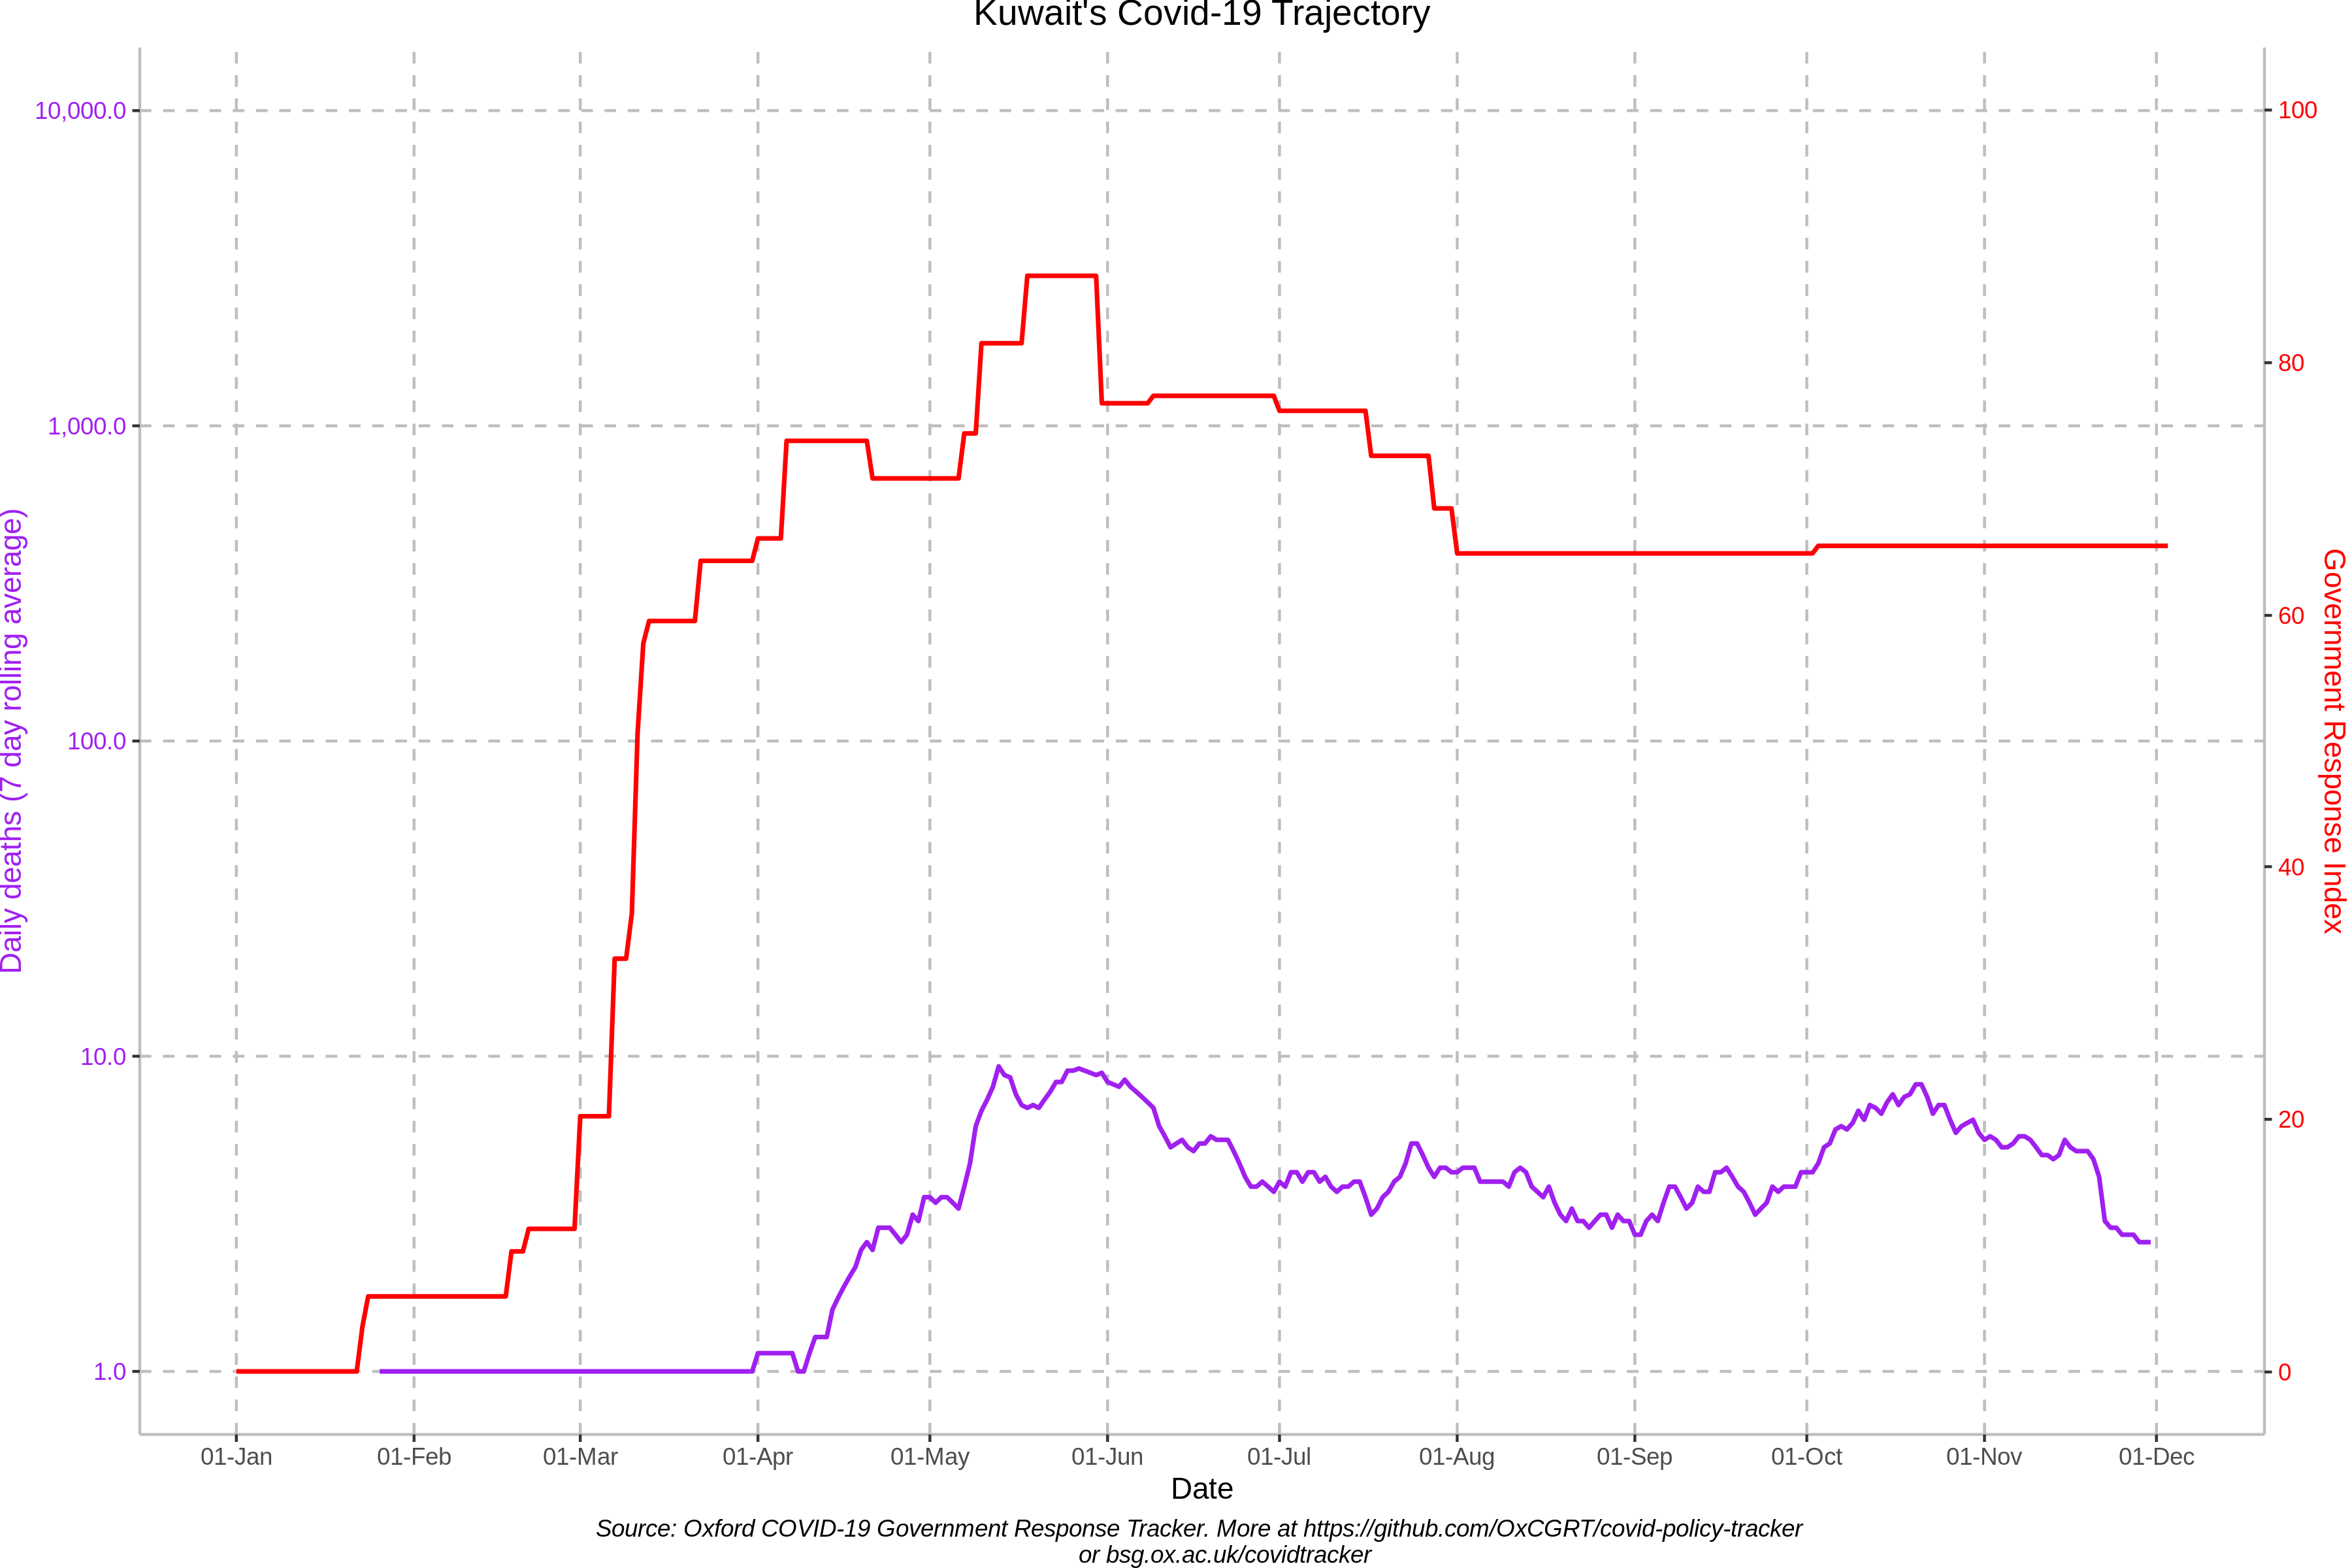 Kuwait's Covid-19 Trajectory
10,000.0
1,000.0
100.0
10.0
1.0
Daily deaths (7 day rolling average)
100
80
60
40
20
0
Government Response Index
01-Jan 01-Feb 01-Mar 01-Apr 01-May 01-Jun 01-Jul 01-Aug 01-Sep 01-Oct 01-Nov 01-Dec
Date
Source: Oxford COVID-19 Government Response Tracker. More at https://github.com/OxCGRT/covid-policy-tracker
or bsg.ox.ac.uk/covidtracker